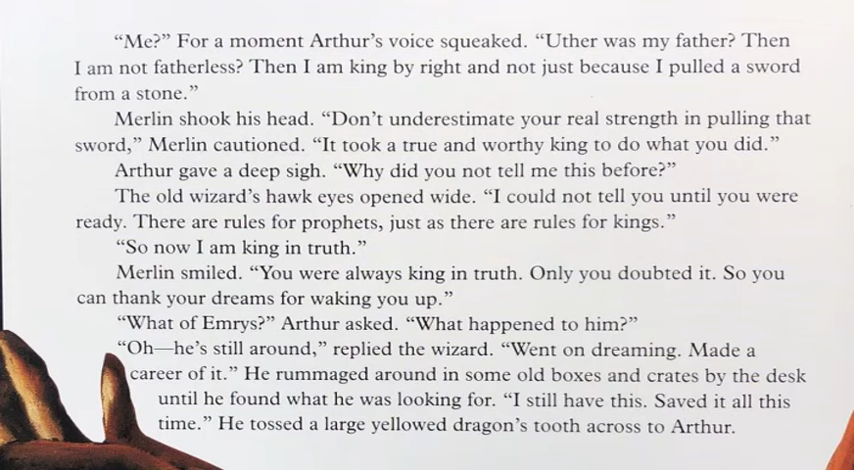 “Me?” For a moment Arthur’s voice squeaked. “Uther was my father? Then
I am not fatherless? Then I am king by right and not just because I pulled a sword
from a stone.”
Merlin shook his head. “Don’t underestimate your real strength in pulling that
sword,” Merlin cautioned. “It took a true and worthy king to do what you did.”
Arthur gave a deep sigh. “Why did you not tell me this before?”
The old wizard’s hawk eyes opened wide. “I could not tell you until you were
ready. There are rules for prophets, just as there are rules for kings.”
“So now I am king in truth.”
Merlin smiled. “You were always king in truth. Only you doubted it. So you
can thank your dreams for waking you up.”
“What of Emrys?” Arthur asked. “What happened to him?”
“Oh—he’s still around,” replied the wizard. “Went on dreaming. Made a
career of it.” He rummaged around in some old boxes and crates by the desk
until he found what he was looking for. “I still have this. Saved it all this
time.” He tossed a large yellowed dragon’s tooth across to Arthur.